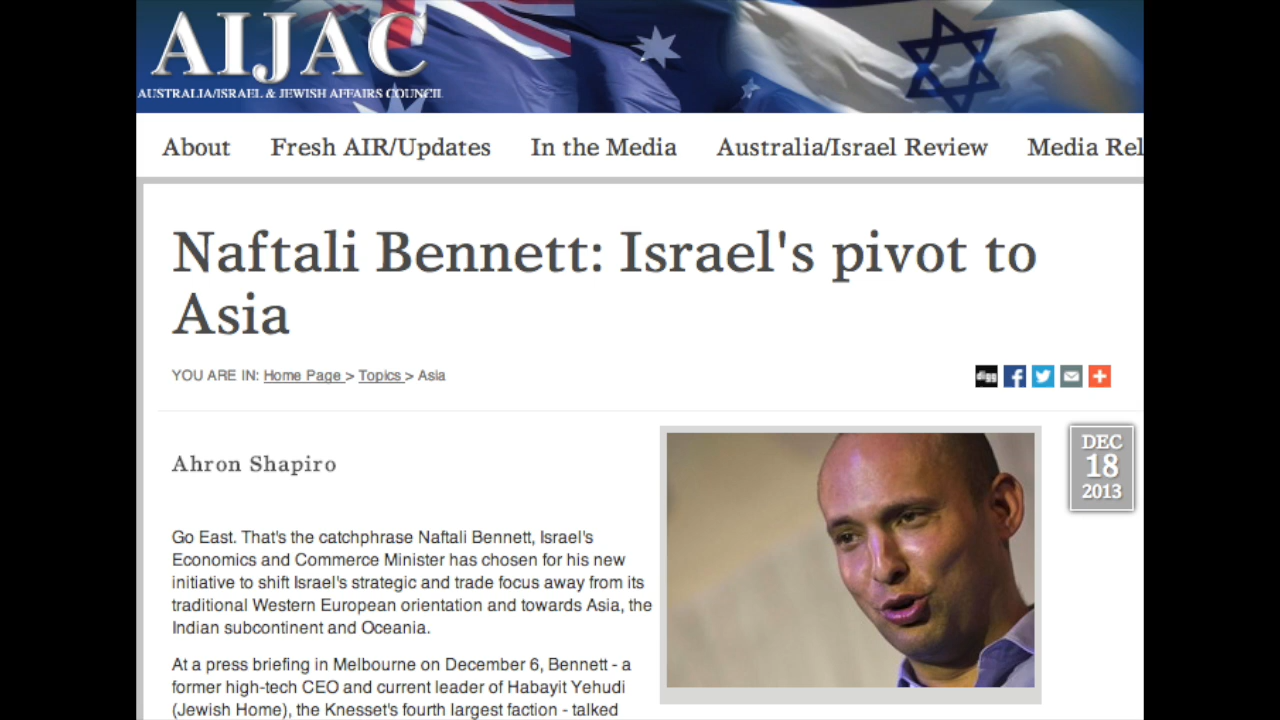 AIJAC
AUSTRALIA/ISRAEL & JEWISH AFFAIRS COUNCIL
About Fresh AIR/Updates In the Media Australia/Israel Review Media Rel
Naftali Bennett: Israel's pivot to
Asia
YOU ARE IN: Home Page > Topics > Asia
digg
Ahron Shapiro
DEC
18
2013
Go East. That's the catchphrase Naftali Bennett, Israel's
Economics and Commerce Minister has chosen for his new
initiative to shift Israel's strategic and trade focus away from its
traditional Western European orientation and towards Asia, the
Indian subcontinent and Oceania.
At a press briefing in Melbourne on December 6, Bennett - a
former high-tech CEO and current leader of Habayit Yehudi
(Jewish Home), the Knesset's fourth largest faction - talked